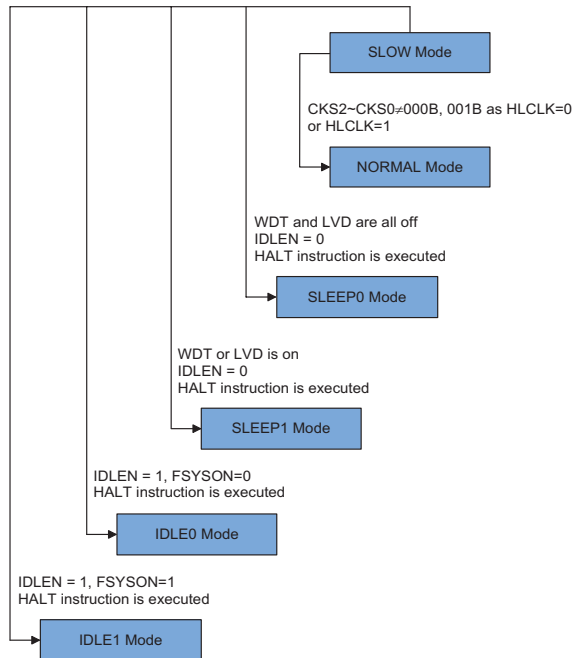 SLOW Mode
CKS2~CKS0≠000B, 001B as HLCLK=0
or HLCLK=1
NORMAL Mode
WDT and LVD are all off
IDLEN = 0
HALT instruction is executed
SLEEP0 Mode
WDT or LVD is on
IDLEN = 0
HALT instruction is executed
SLEEP1 Mode
IDLEN = 1, FSYSON=0
HALT instruction is executed
IDLE0 Mode
IDLEN = 1, FSYSON=1
HALT instruction is executed
IDLE1 Mode